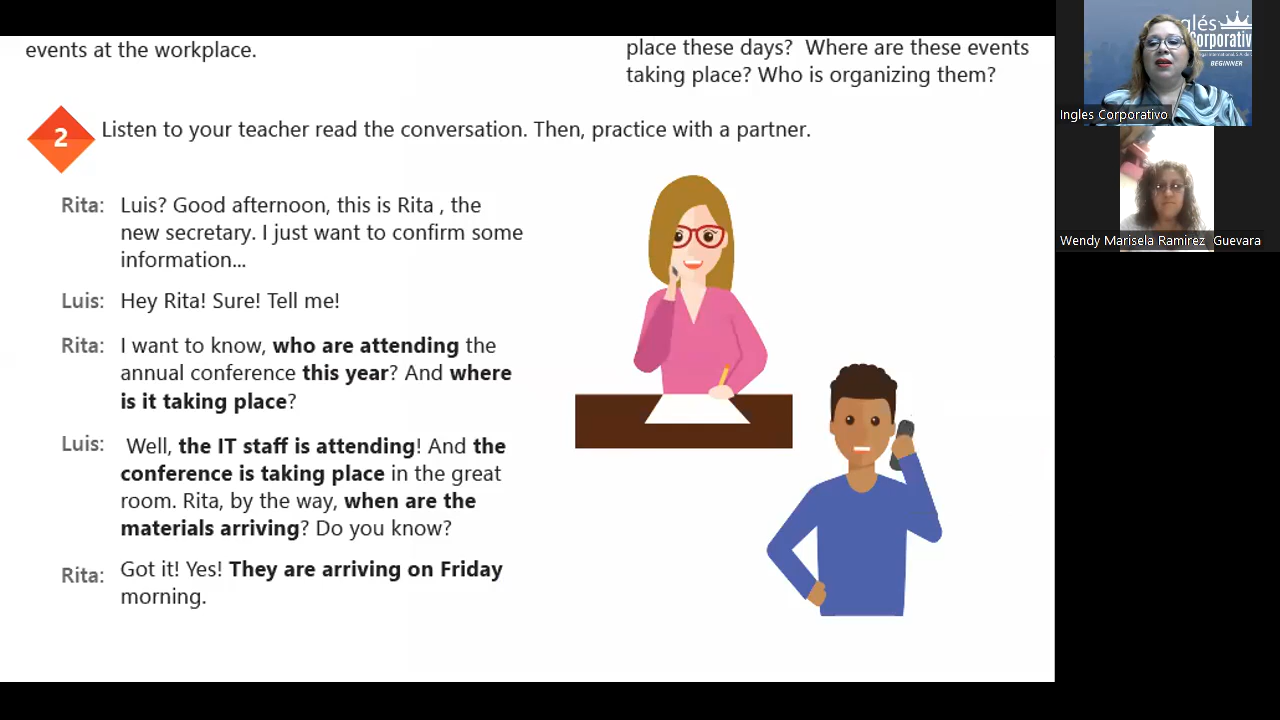 events at the workplace.
place these days? Where are these events
taking place? Who is organizing them?
2
Listen to your teacher read the conversation. Then, practice with a partner.
Rita: Luis? Good afternoon, this is Rita , the
new secretary. I just want to confirm some
information...
Luis: Hey Rita! Sure! Tell me!
Rita: I want to know, who are attending the
annual conference this year? And where
is it taking place?
Luis: Well, the IT staff is attending! And the
conference is taking place in the great
room. Rita, by the way, when are the
materials arriving? Do you know?
Rita: Got it! Yes! They are arriving on Friday
morning.
glés
Corporativ
BEGINNER
Ingles Corporativo
Wendy Marisela Ramirez Guevara